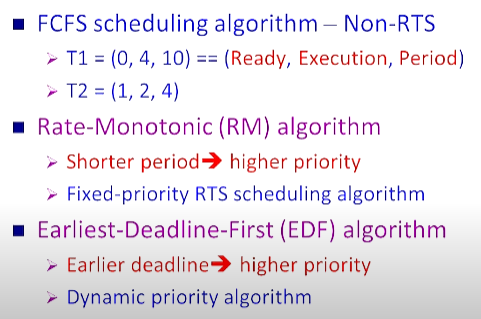 FCFS scheduling algorithm – Non-RTS
T1 = (0, 4, 10) == (Ready, Execution, Period)
T2 = (1, 2, 4)
Rate-Monotonic (RM) algorithm
Shorter period➔ higher priority
Fixed-priority RTS scheduling algorithm
Earliest-Deadline-First (EDF) algorithm
Earlier deadline➔ higher priority
Dynamic priority algorithm